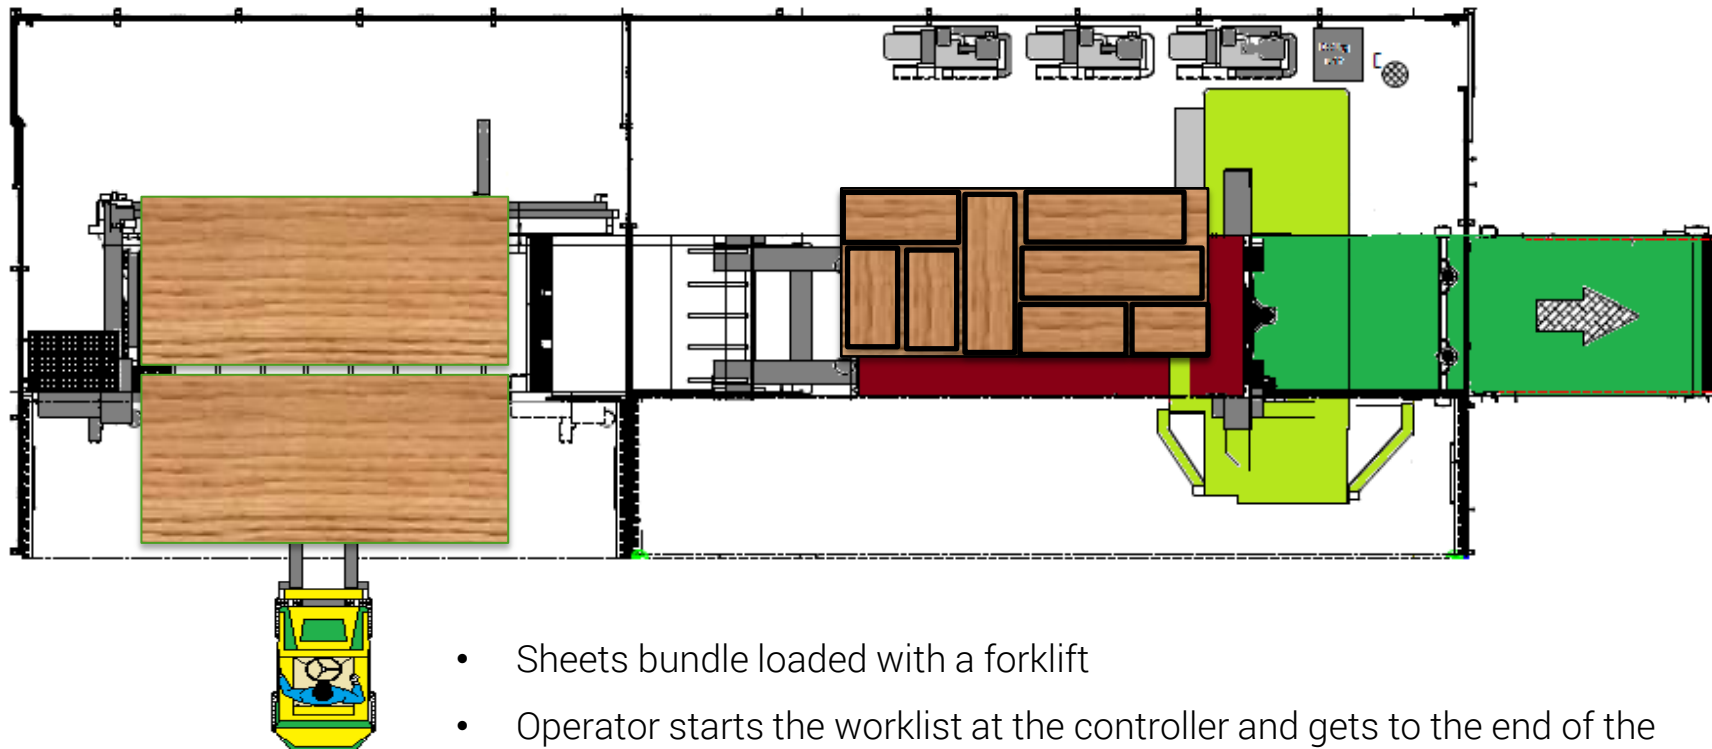 • Sheets bundle loaded with a forklift
• Operator starts the worklist at the controller and gets to the end of the